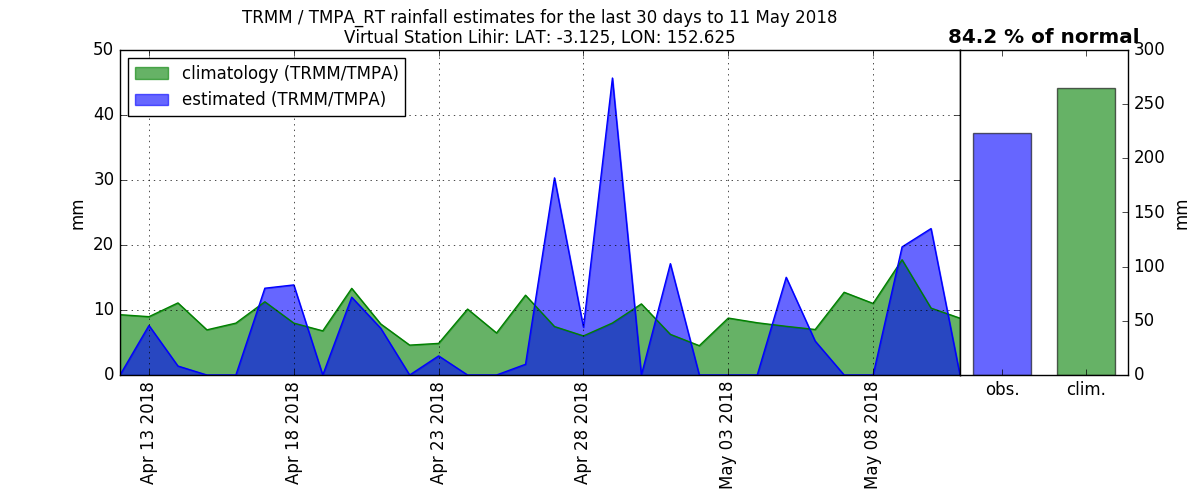 TRMM / TMPA_RT rainfall estimates for the last 30 days to 11 May 2018
Virtual Station Lihir: LAT: -3.125, LON: 152.625
84.2 % of normal
climatology (TRMM/TMPA)
estimated (TRMM/TMPA)
50
40
30
20
10
0
mm
Apr 13 2018
Apr 18 2018
Apr 23 2018
Apr 28 2018
May 03 2018
May 08 2018
obs.
clim.
300
250
200
150
100
50
0
mm